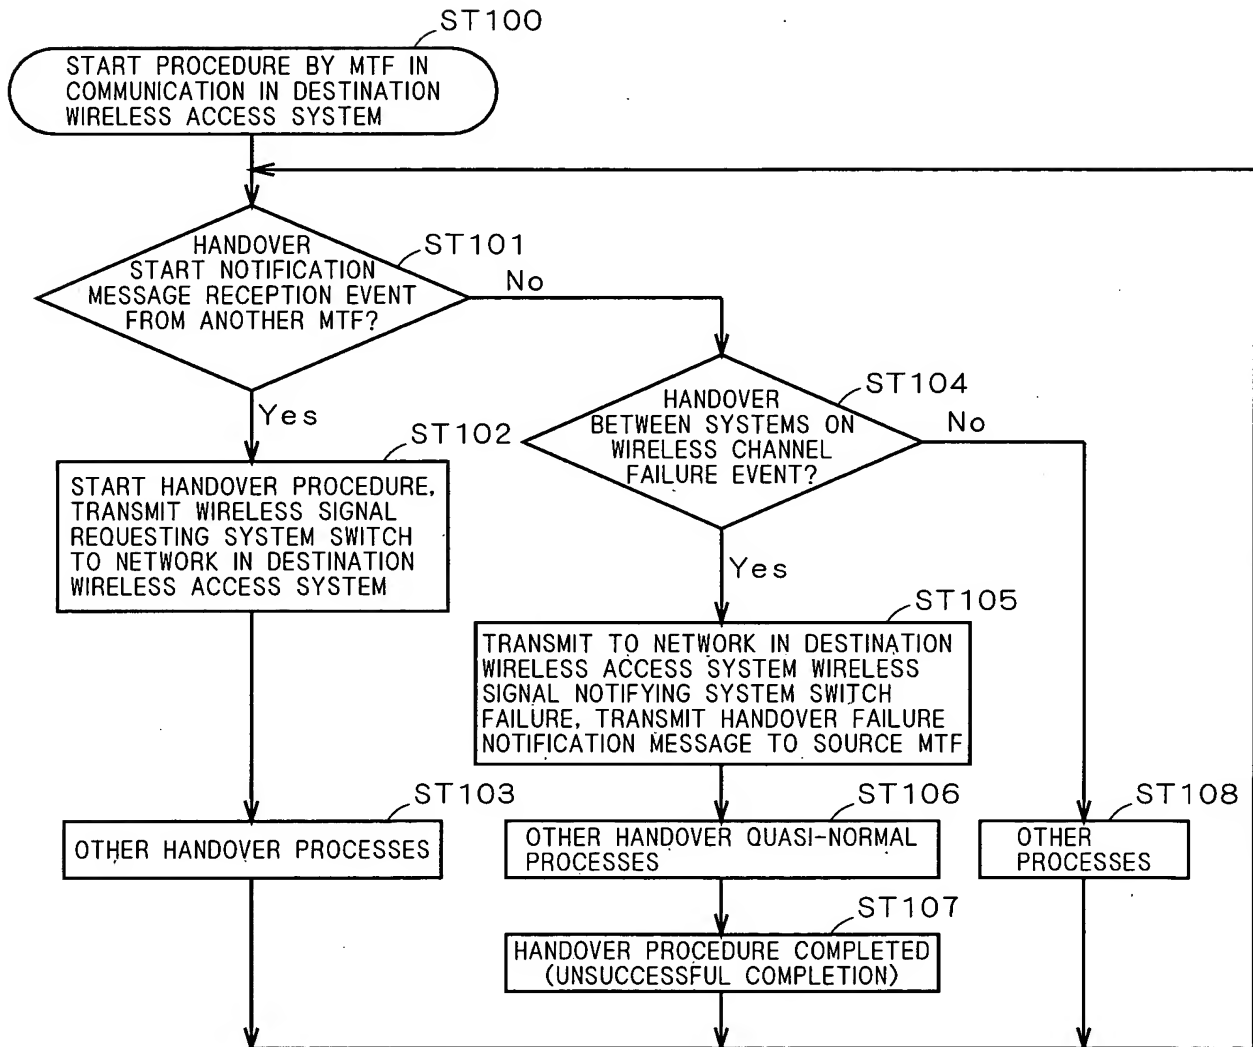 ST100
START PROCEDURE BY MTF IN
COMMUNICATION IN DESTINATION
WIRELESS ACCESS SYSTEM
HANDOVER
START NOTIFICATION
MESSAGE RECEPTION EVENT
FROM ANOTHER MTF?
ST101
No
Yes
ST102
START HANDOVER PROCEDURE,
TRANSMIT WIRELESS SIGNAL
REQUESTING SYSTEM SWITCH
TO NETWORK IN DESTINATION
WIRELESS ACCESS SYSTEM
ST103
OTHER HANDOVER PROCESSES
HANDOVER
BETWEEN SYSTEMS ON
WIRELESS CHANNEL
FAILURE EVENT?
ST104
No
Yes
ST105
TRANSMIT TO NETWORK IN DESTINATION
WIRELESS ACCESS SYSTEM WIRELESS
SIGNAL NOTIFYING SYSTEM SWITCH
FAILURE, TRANSMIT HANDOVER FAILURE
NOTIFICATION MESSAGE TO SOURCE MTF
ST106
OTHER HANDOVER QUASI-NORMAL
PROCESSES
ST107
HANDOVER PROCEDURE COMPLETED
(UNSUCCESSFUL COMPLETION)
ST108
OTHER
PROCESSES